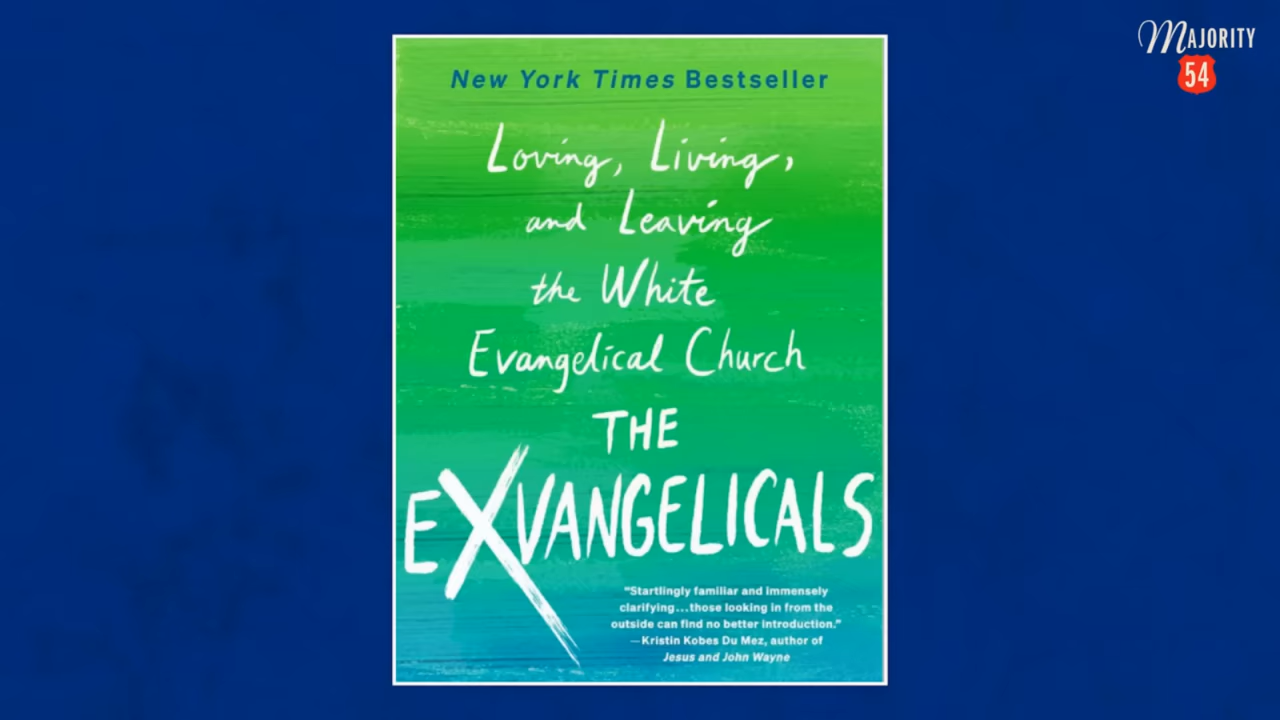 MAJORITY
54
New York Times Bestseller
Loving, Living,
and Leaving
the White
Evangelical Church
THE
EXVANGELICALS
"Startlingly familiar and immensely
clarifying...those looking in from the
outside can find no better introduction."
—Kristin Kobes Du Mez, author of
Jesus and John Wayne